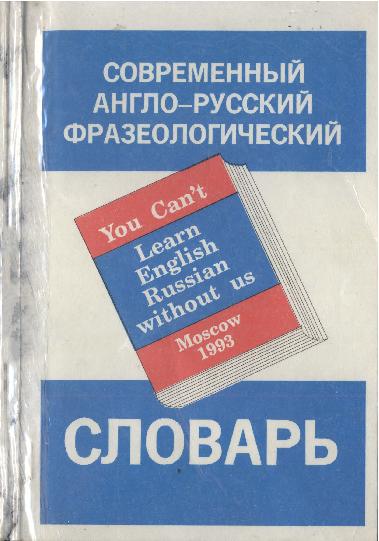 СОВРЕМЕННЫЙ
АНГЛО-РУССКИЙ
ФРАЗЕОЛОГИЧЕСКИЙ
You Can't
Learn
English
Russian
without us
Moscow
1993
СЛОВАРЬ